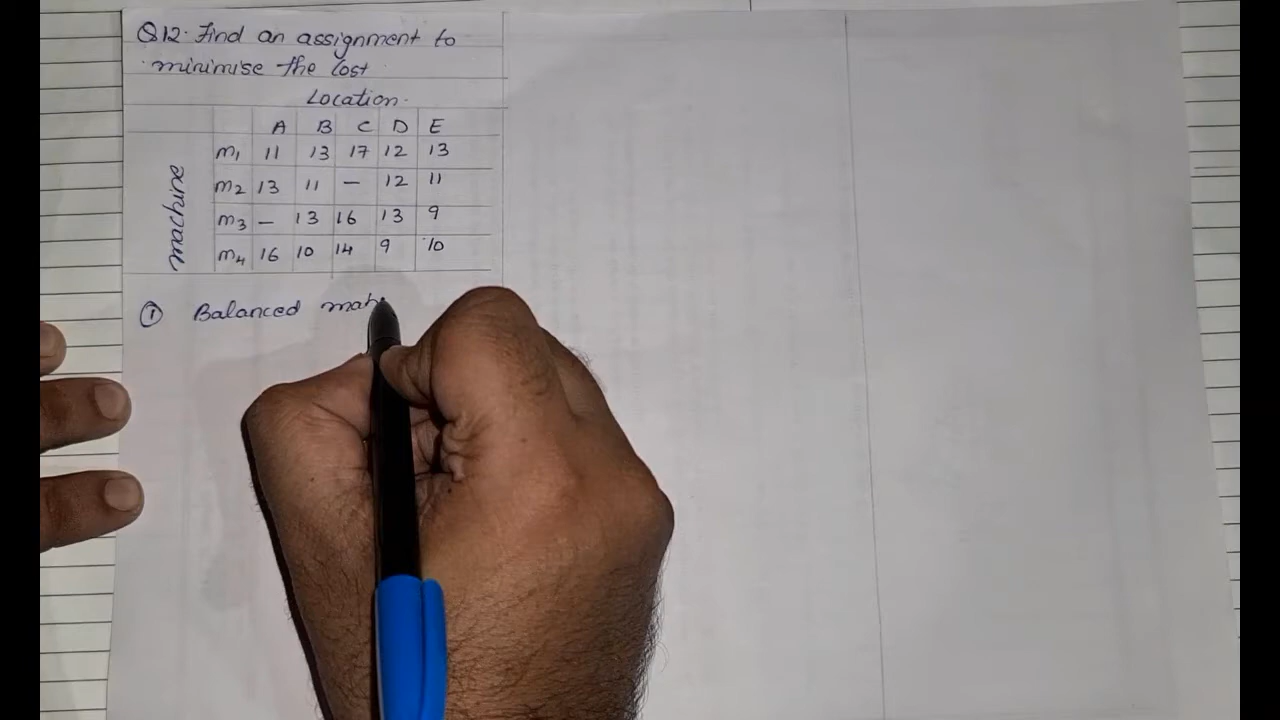 Q12. Find an assignment to
minimise the Cost
Location.
A B C D E
machine
M1 11 13 17 12 13
M2 13 11 — 12 11
M3 — 13 16 13 9
M4 16 10 14 9 10
① Balanced